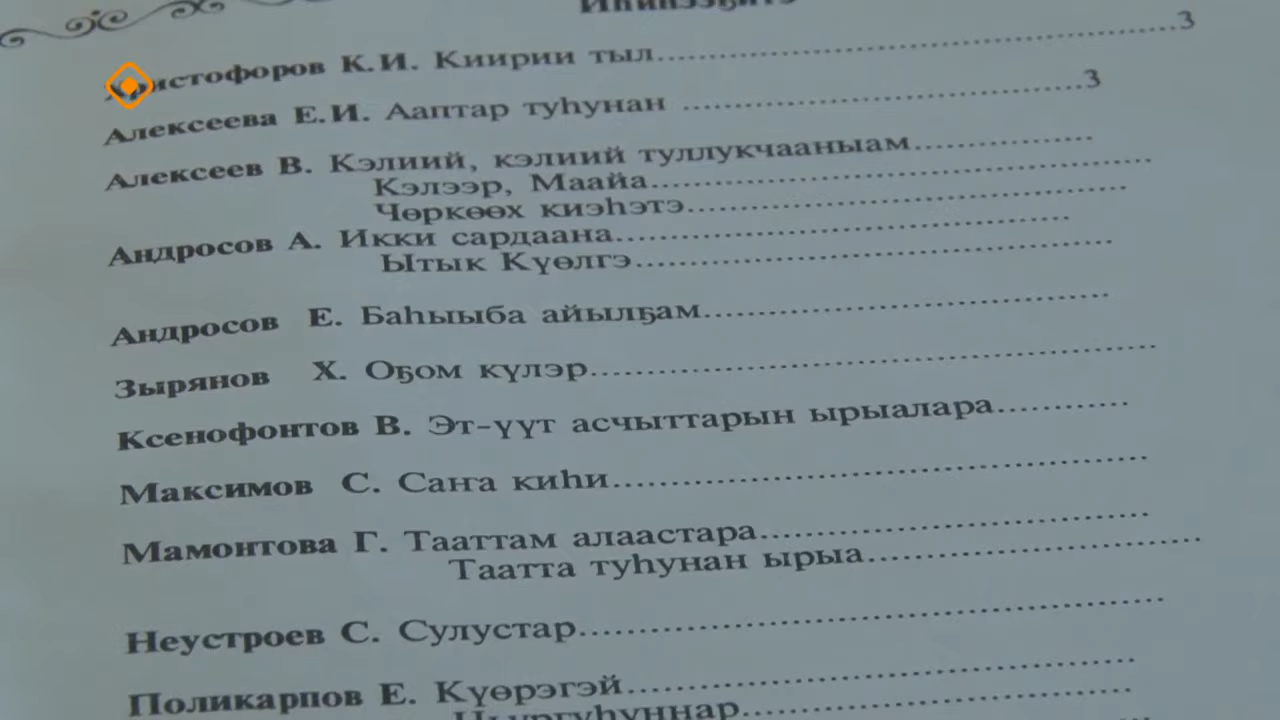 Иһинээҕитэ
Христофоров К.И. Киирии тыл...........................................................3
Алексеева Е.И. Ааптар туһунан ..............................................3
Алексеев В. Кэлиий, кэлиий туллукчааныам....................
Кэлээр, Маайа........................................................
Чөркөөх киэһэтэ..................................................
Андросов А. Икки сардаана...................................................
Ытык Күөлгэ......................................................
Андросов Е. Баһыыба айылҕам..............................................
Зырянов Х. Оҕом күлэр................................................................
Ксенофонтов В. Эт-үүт асчыттарын ырыалара...............
Максимов С. Саҥа киһи............................................................
Мамонтова Г. Тааттам алаастара............................................
Таатта туһунан ырыа......................................
Неустроев С. Сулустар..................................................................
Поликарпов Е. Күөрэгэй..........................................................